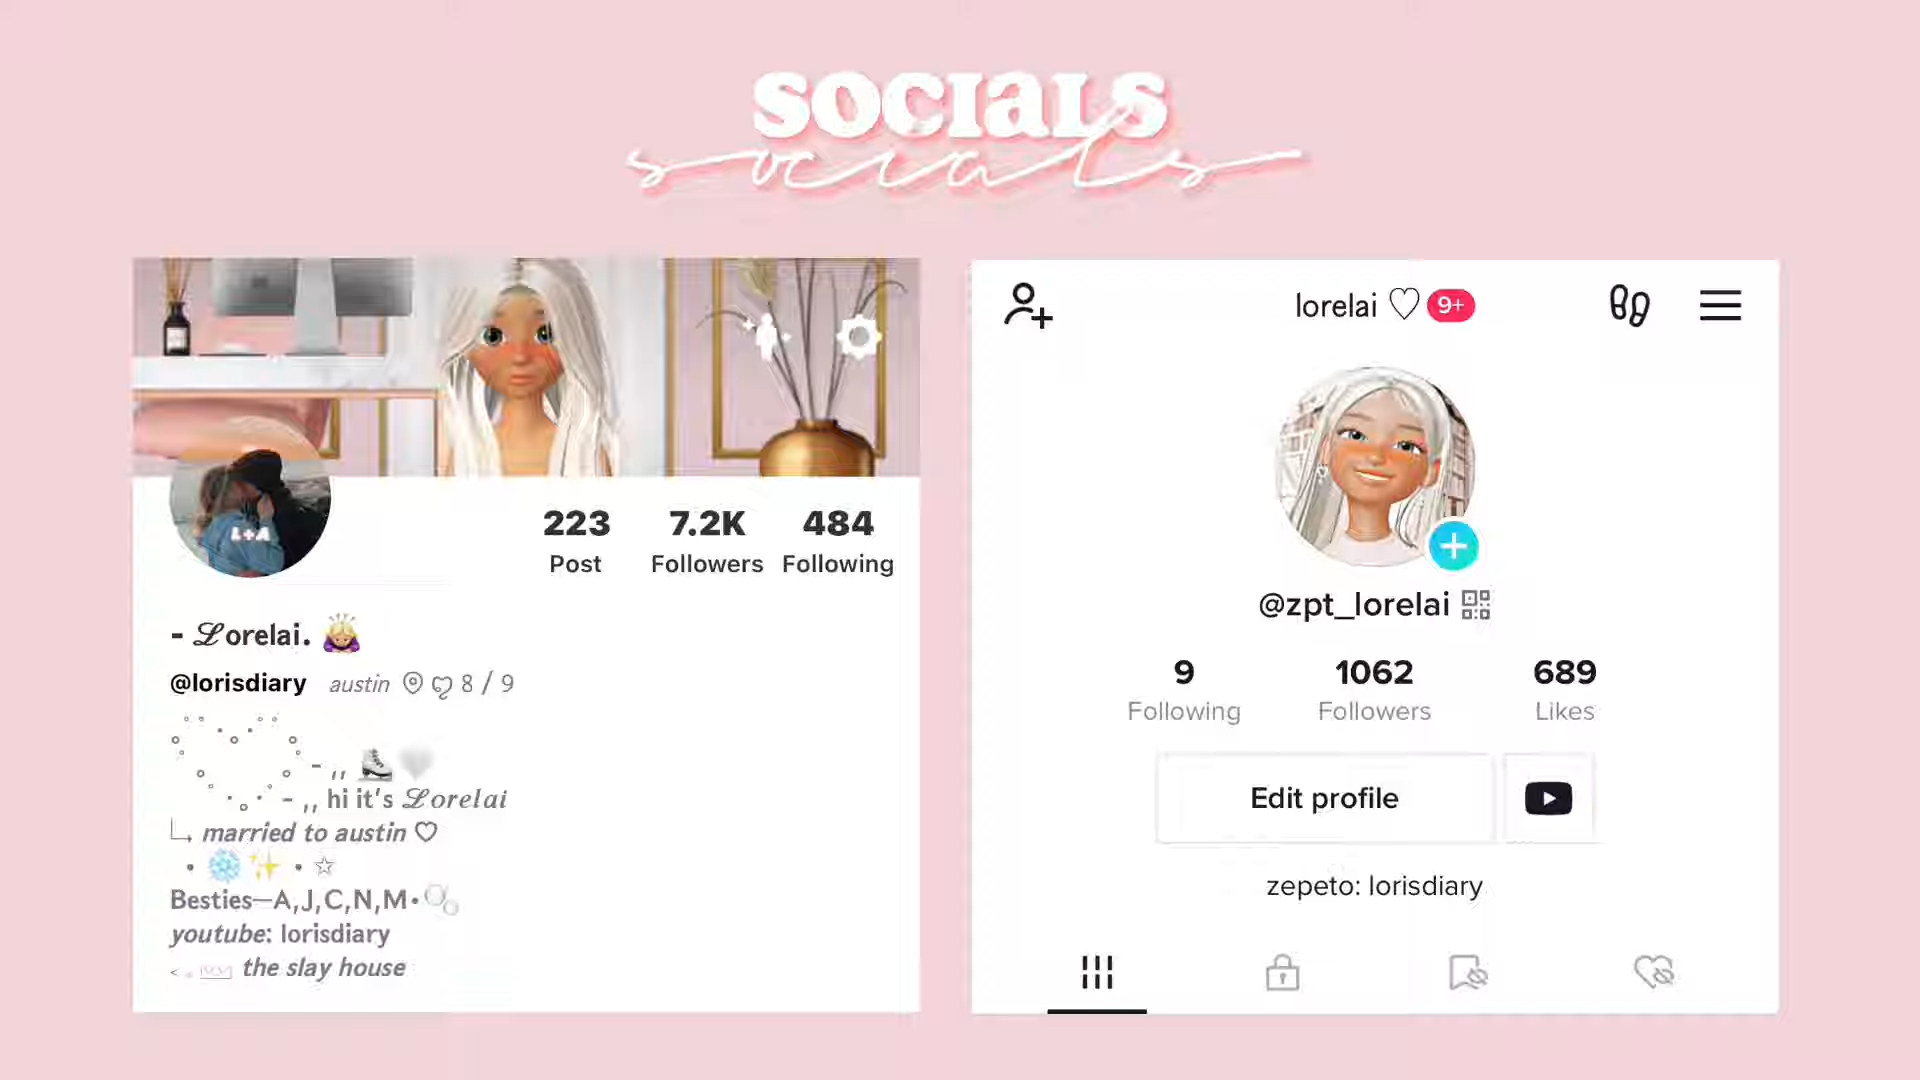 SOCIALS
socials
L+A
223 7.2K 484
Post Followers Following
- ℒorelai. 🙇🏼‍♀️
@lorisdiary austin 8 / 9
- ,, ⛸🤍
- ,, hi it's ℒorelai
married to austin ♡
• ❄️✨ • ☆
Besties—A,J,C,N,M•
youtube: lorisdiary
the slay house
lorelai ♡ 9+
@zpt_lorelai
9 1062 689
Following Followers Likes
Edit profile
zepeto: lorisdiary